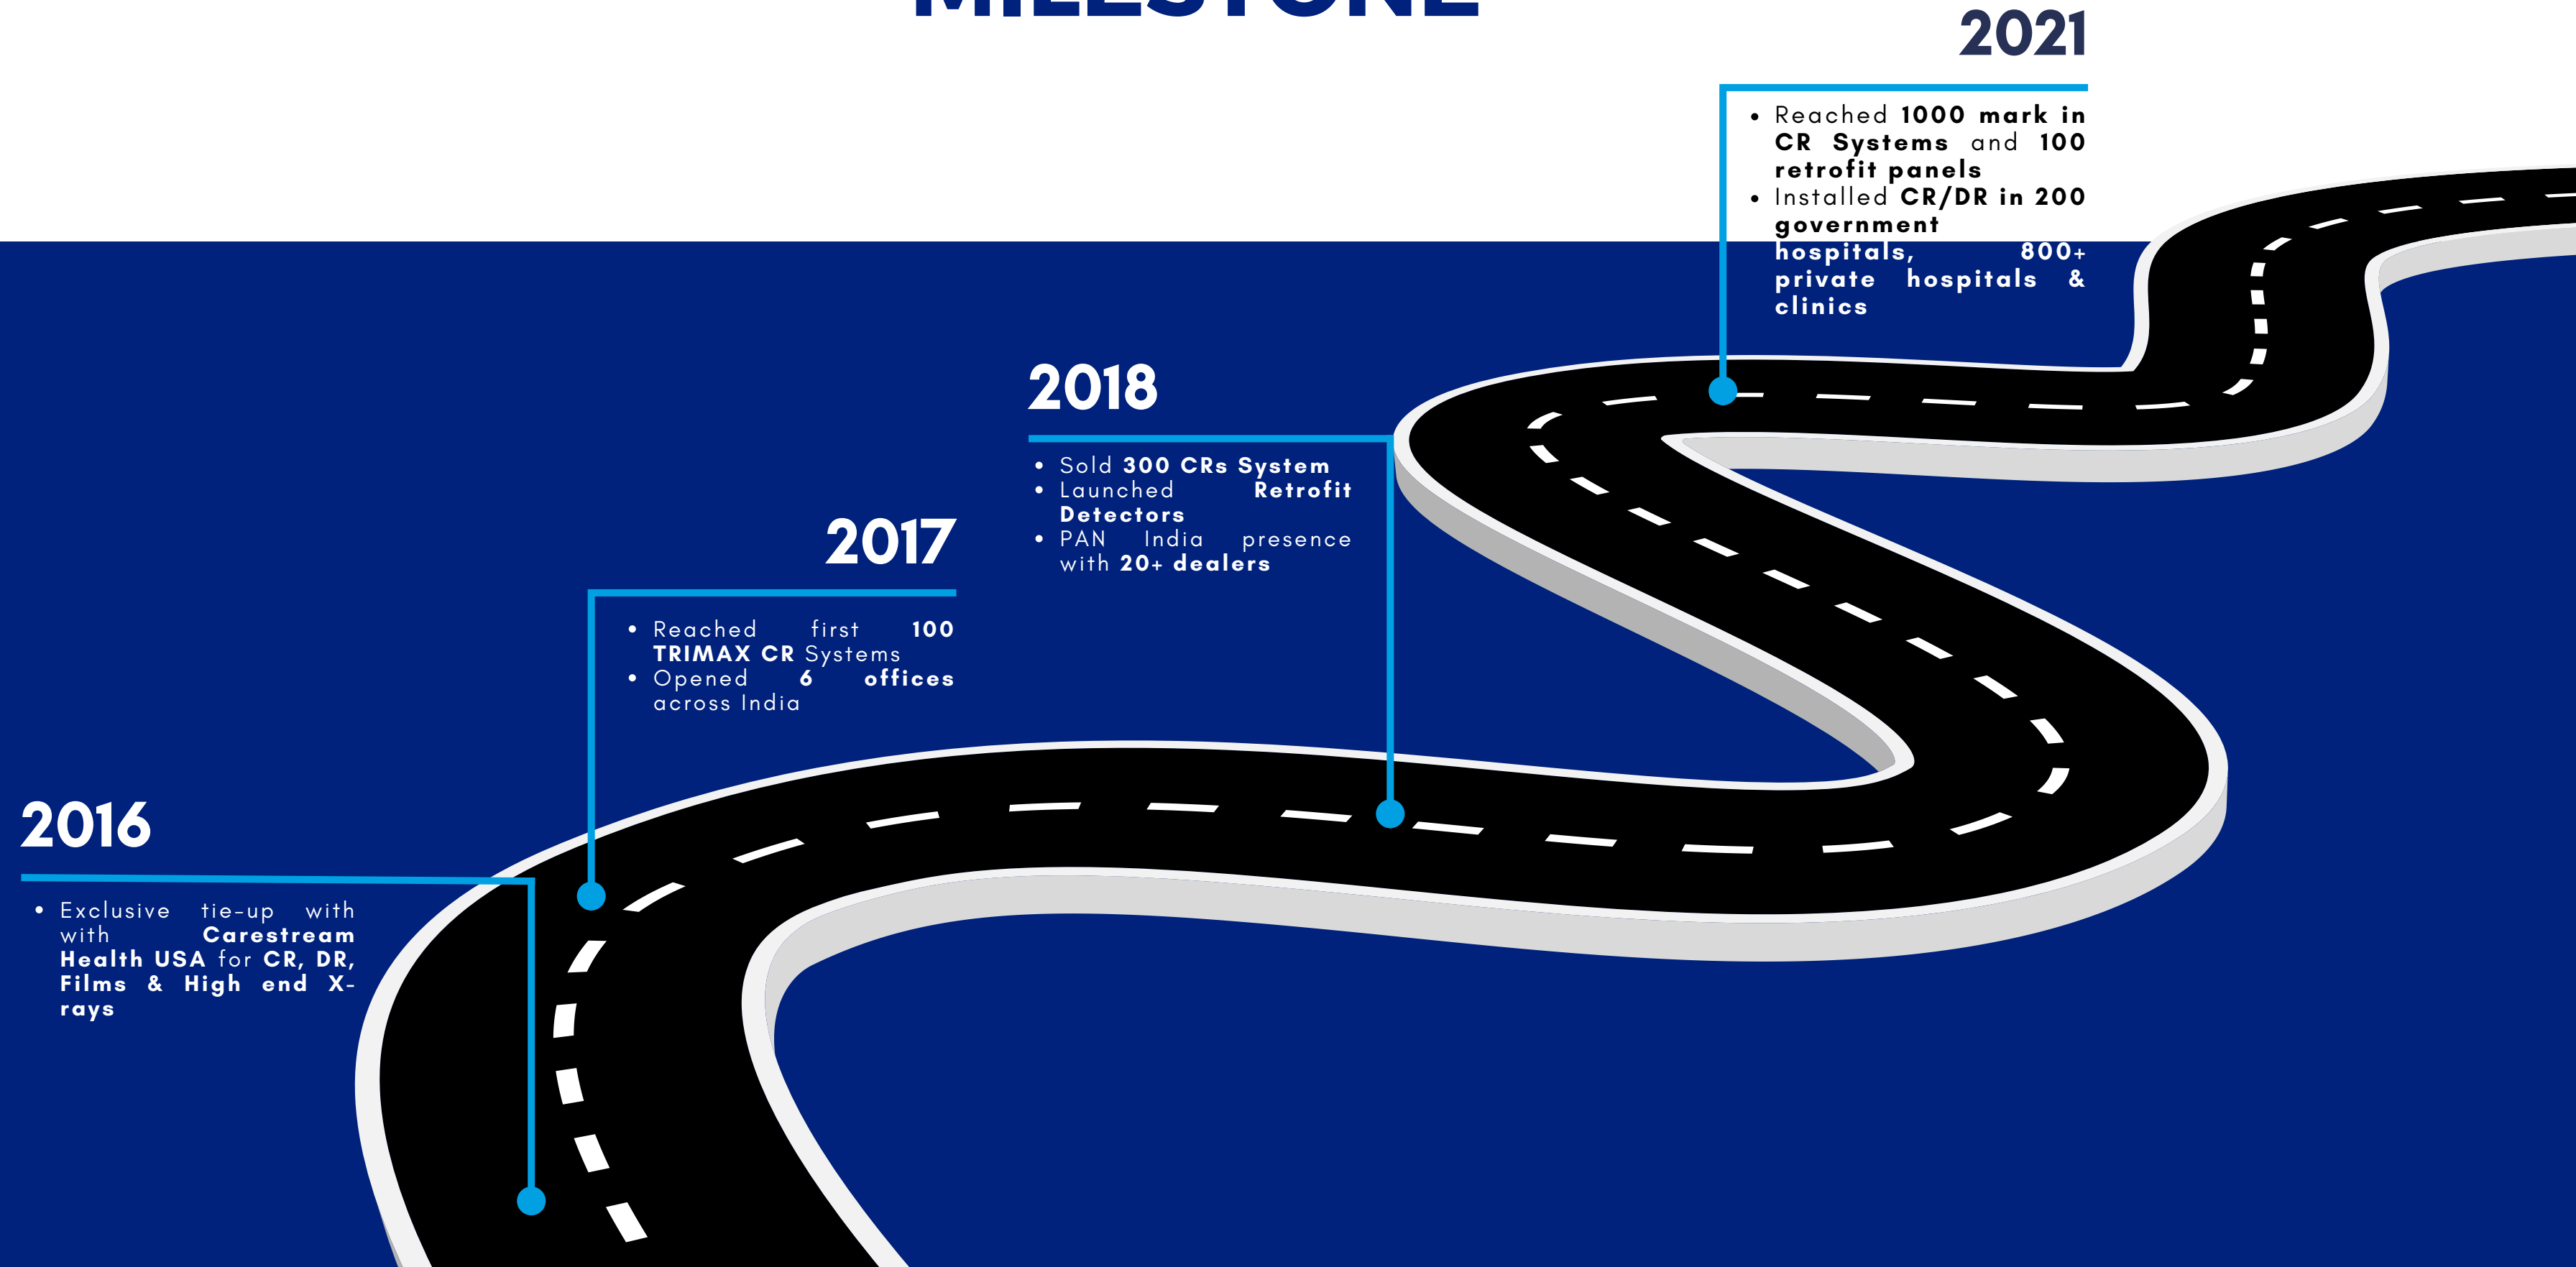 MILESTONE
2021
• Reached 1000 mark in
CR Systems and 100
retrofit panels
• Installed CR/DR in 200
government
hospitals, 800+
private hospitals &
clinics
2018
• Sold 300 CRs System
• Launched Retrofit
Detectors
• PAN India presence
with 20+ dealers
2017
• Reached first 100
TRIMAX CR Systems
• Opened 6 offices
across India
2016
• Exclusive tie-up with
with Carestream
Health USA for CR, DR,
Films & High end X-
rays